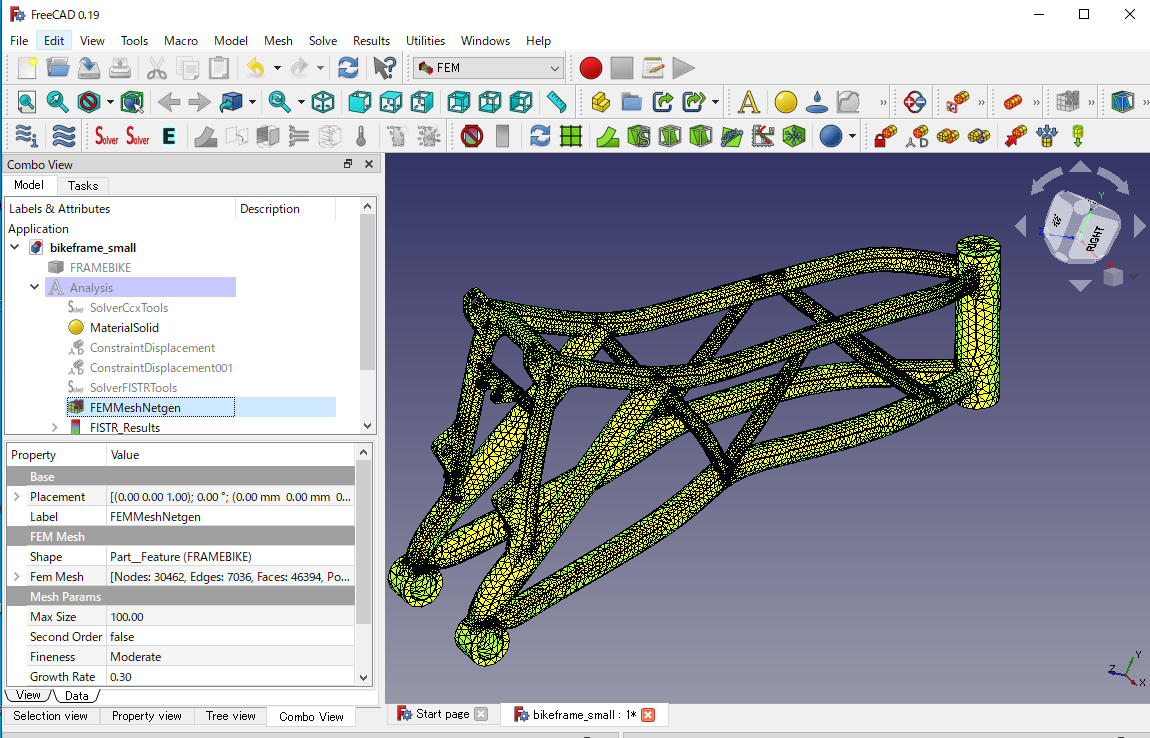 FreeCAD 0.19
File Edit View Tools Macro Model Mesh Solve Results Utilities Windows Help
FEM
A
Solver Solver E
Combo View
Model Tasks
Labels & Attributes Description
Application
bikeframe_small
FRAMEBIKE
Analysis
SolverCcxTools
MaterialSolid
ConstraintDisplacement
ConstraintDisplacement001
SolverFISTRTools
FEMMeshNetgen
FISTR_Results
Property Value
Base
Placement [(0.00 0.00 1.00); 0.00 °; (0.00 mm 0.00 mm 0...
Label FEMMeshNetgen
FEM Mesh
Shape Part__Feature (FRAMEBIKE)
Fem Mesh [Nodes: 30462, Edges: 7036, Faces: 46394, Po...
Mesh Params
Max Size 100.00
Second Order false
Fineness Moderate
Growth Rate 0.30
View Data
Selection view Property view Tree view Combo View
Y
Z
RIGHT
Y
Z
X
Start page
bikeframe_small : 1*